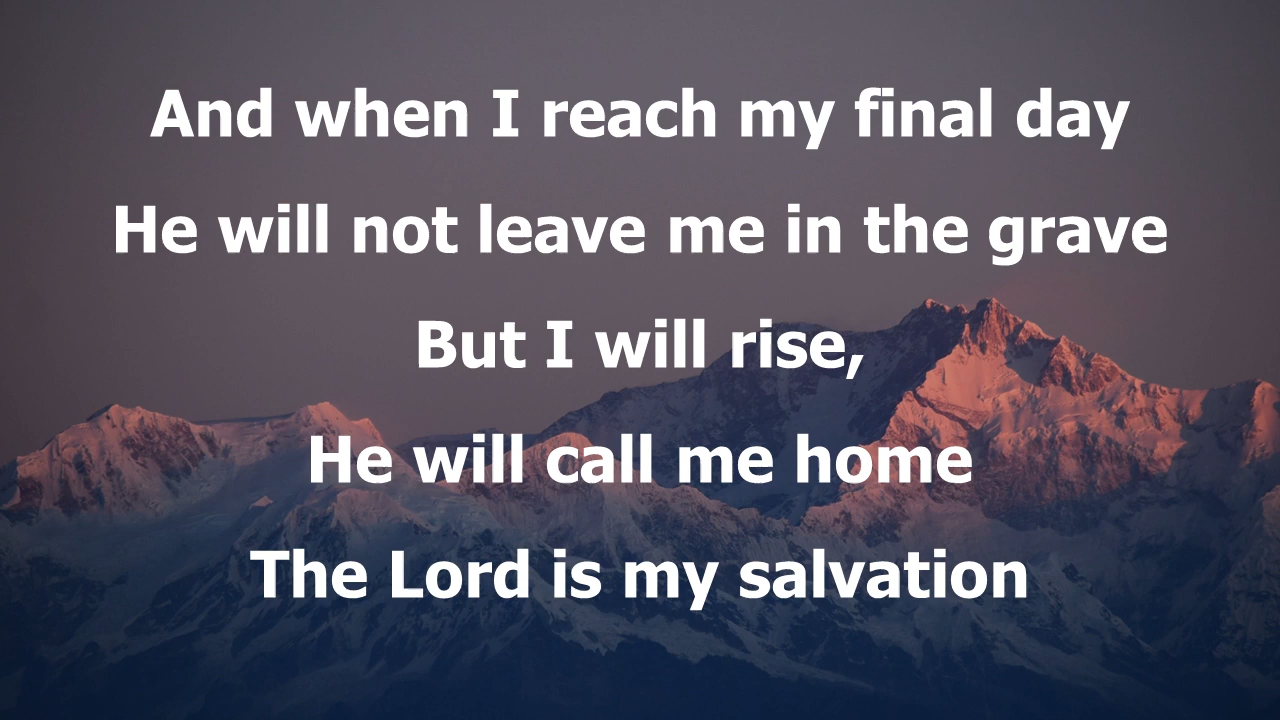 And when I reach my final day
He will not leave me in the grave
But I will rise,
He will call me home
The Lord is my salvation